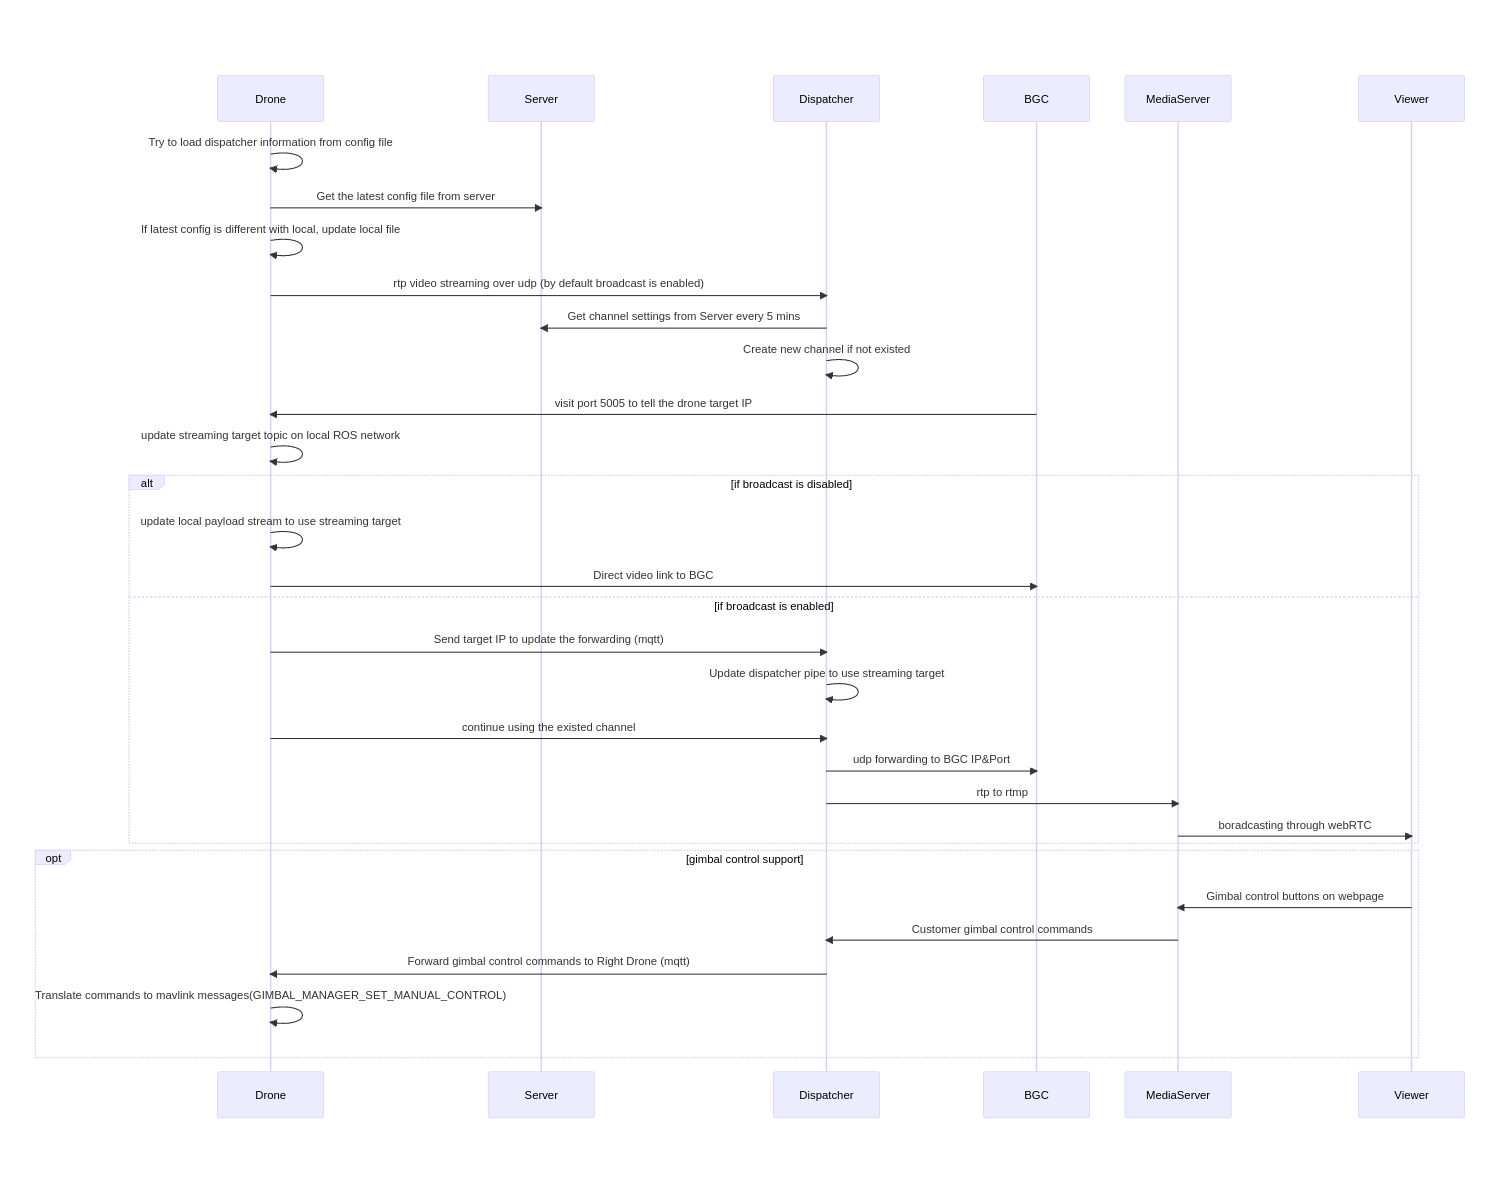 Drone
Server
Dispatcher
BGC
MediaServer
Viewer
Try to load dispatcher information from config file
Get the latest config file from server
If latest config is different with local, update local file
rtp video streaming over udp (by default broadcast is enabled)
Get channel settings from Server every 5 mins
Create new channel if not existed
visit port 5005 to tell the drone target IP
update streaming target topic on local ROS network
alt
[if broadcast is disabled]
update local payload stream to use streaming target
Direct video link to BGC
[if broadcast is enabled]
Send target IP to update the forwarding (mqtt)
Update dispatcher pipe to use streaming target
continue using the existed channel
udp forwarding to BGC IP&Port
rtp to rtmp
boradcasting through webRTC
opt
[gimbal control support]
Gimbal control buttons on webpage
Customer gimbal control commands
Forward gimbal control commands to Right Drone (mqtt)
Translate commands to mavlink messages(GIMBAL_MANAGER_SET_MANUAL_CONTROL)
Drone
Server
Dispatcher
BGC
MediaServer
Viewer